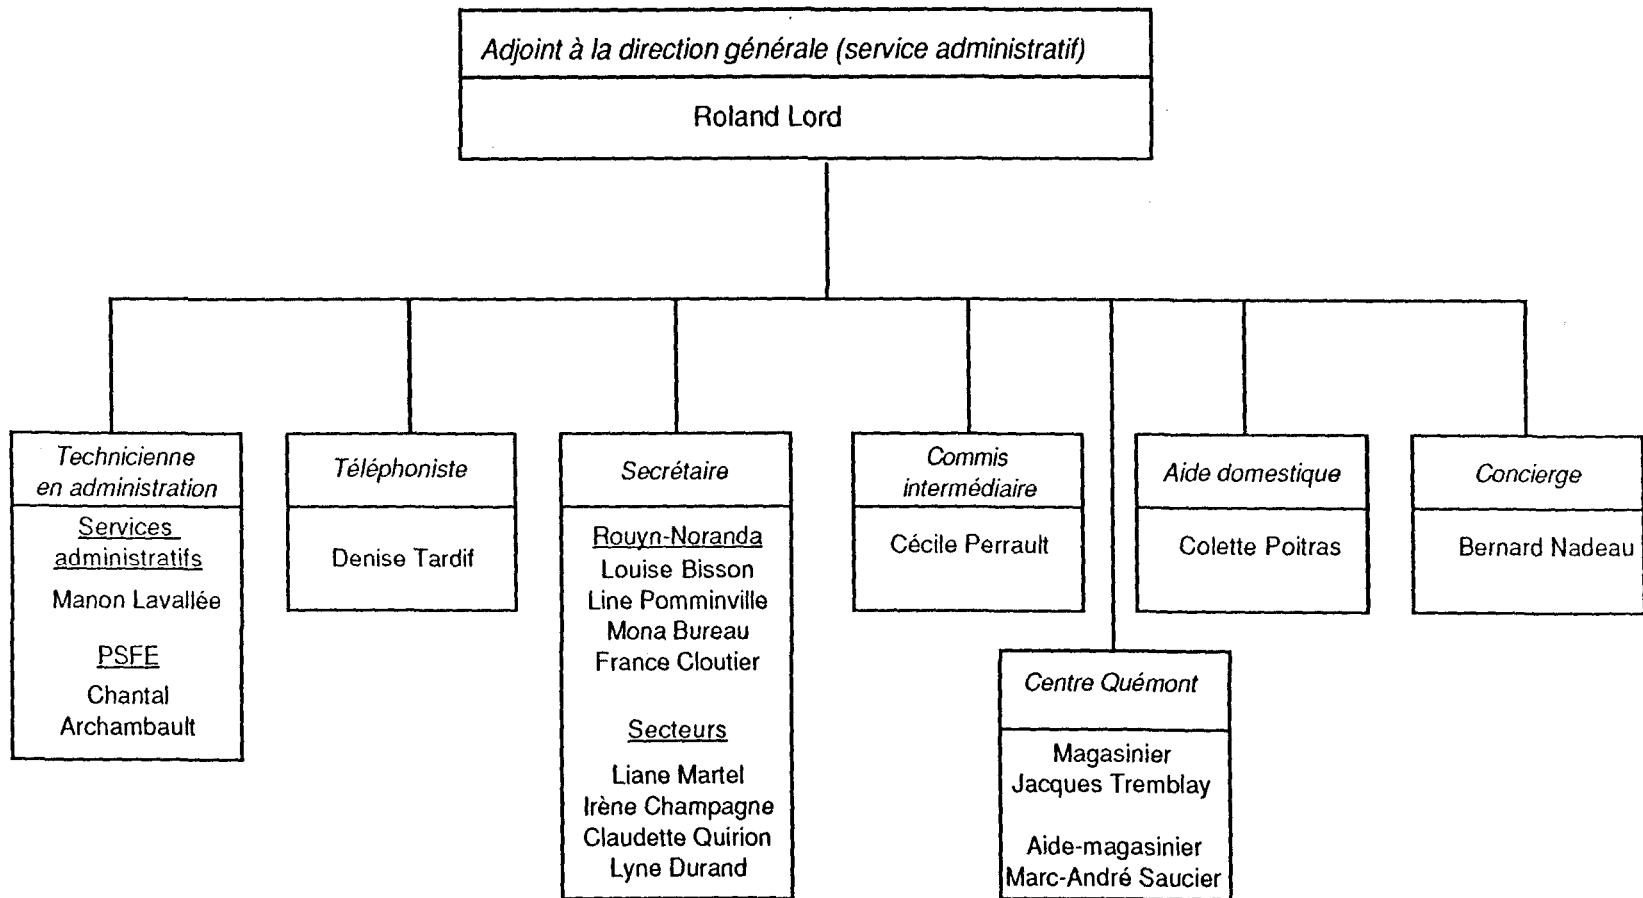 Adjoint à la direction générale (service administratif)
Roland Lord
Technicienne
en administration
Services
administratifs
Manon Lavallée
PSFE
Chantal
Archambault
Téléphoniste
Denise Tardif
Secrétaire
Rouyn-Noranda
Louise Bisson
Line Pomminville
Mona Bureau
France Cloutier
Secteurs
Liane Martel
Irène Champagne
Claudette Quirion
Lyne Durand
Commis
intermédiaire
Cécile Perrault
Centre Quémont
Magasinier
Jacques Tremblay
Aide-magasinier
Marc-André Saucier
Aide domestique
Colette Poitras
Concierge
Bernard Nadeau